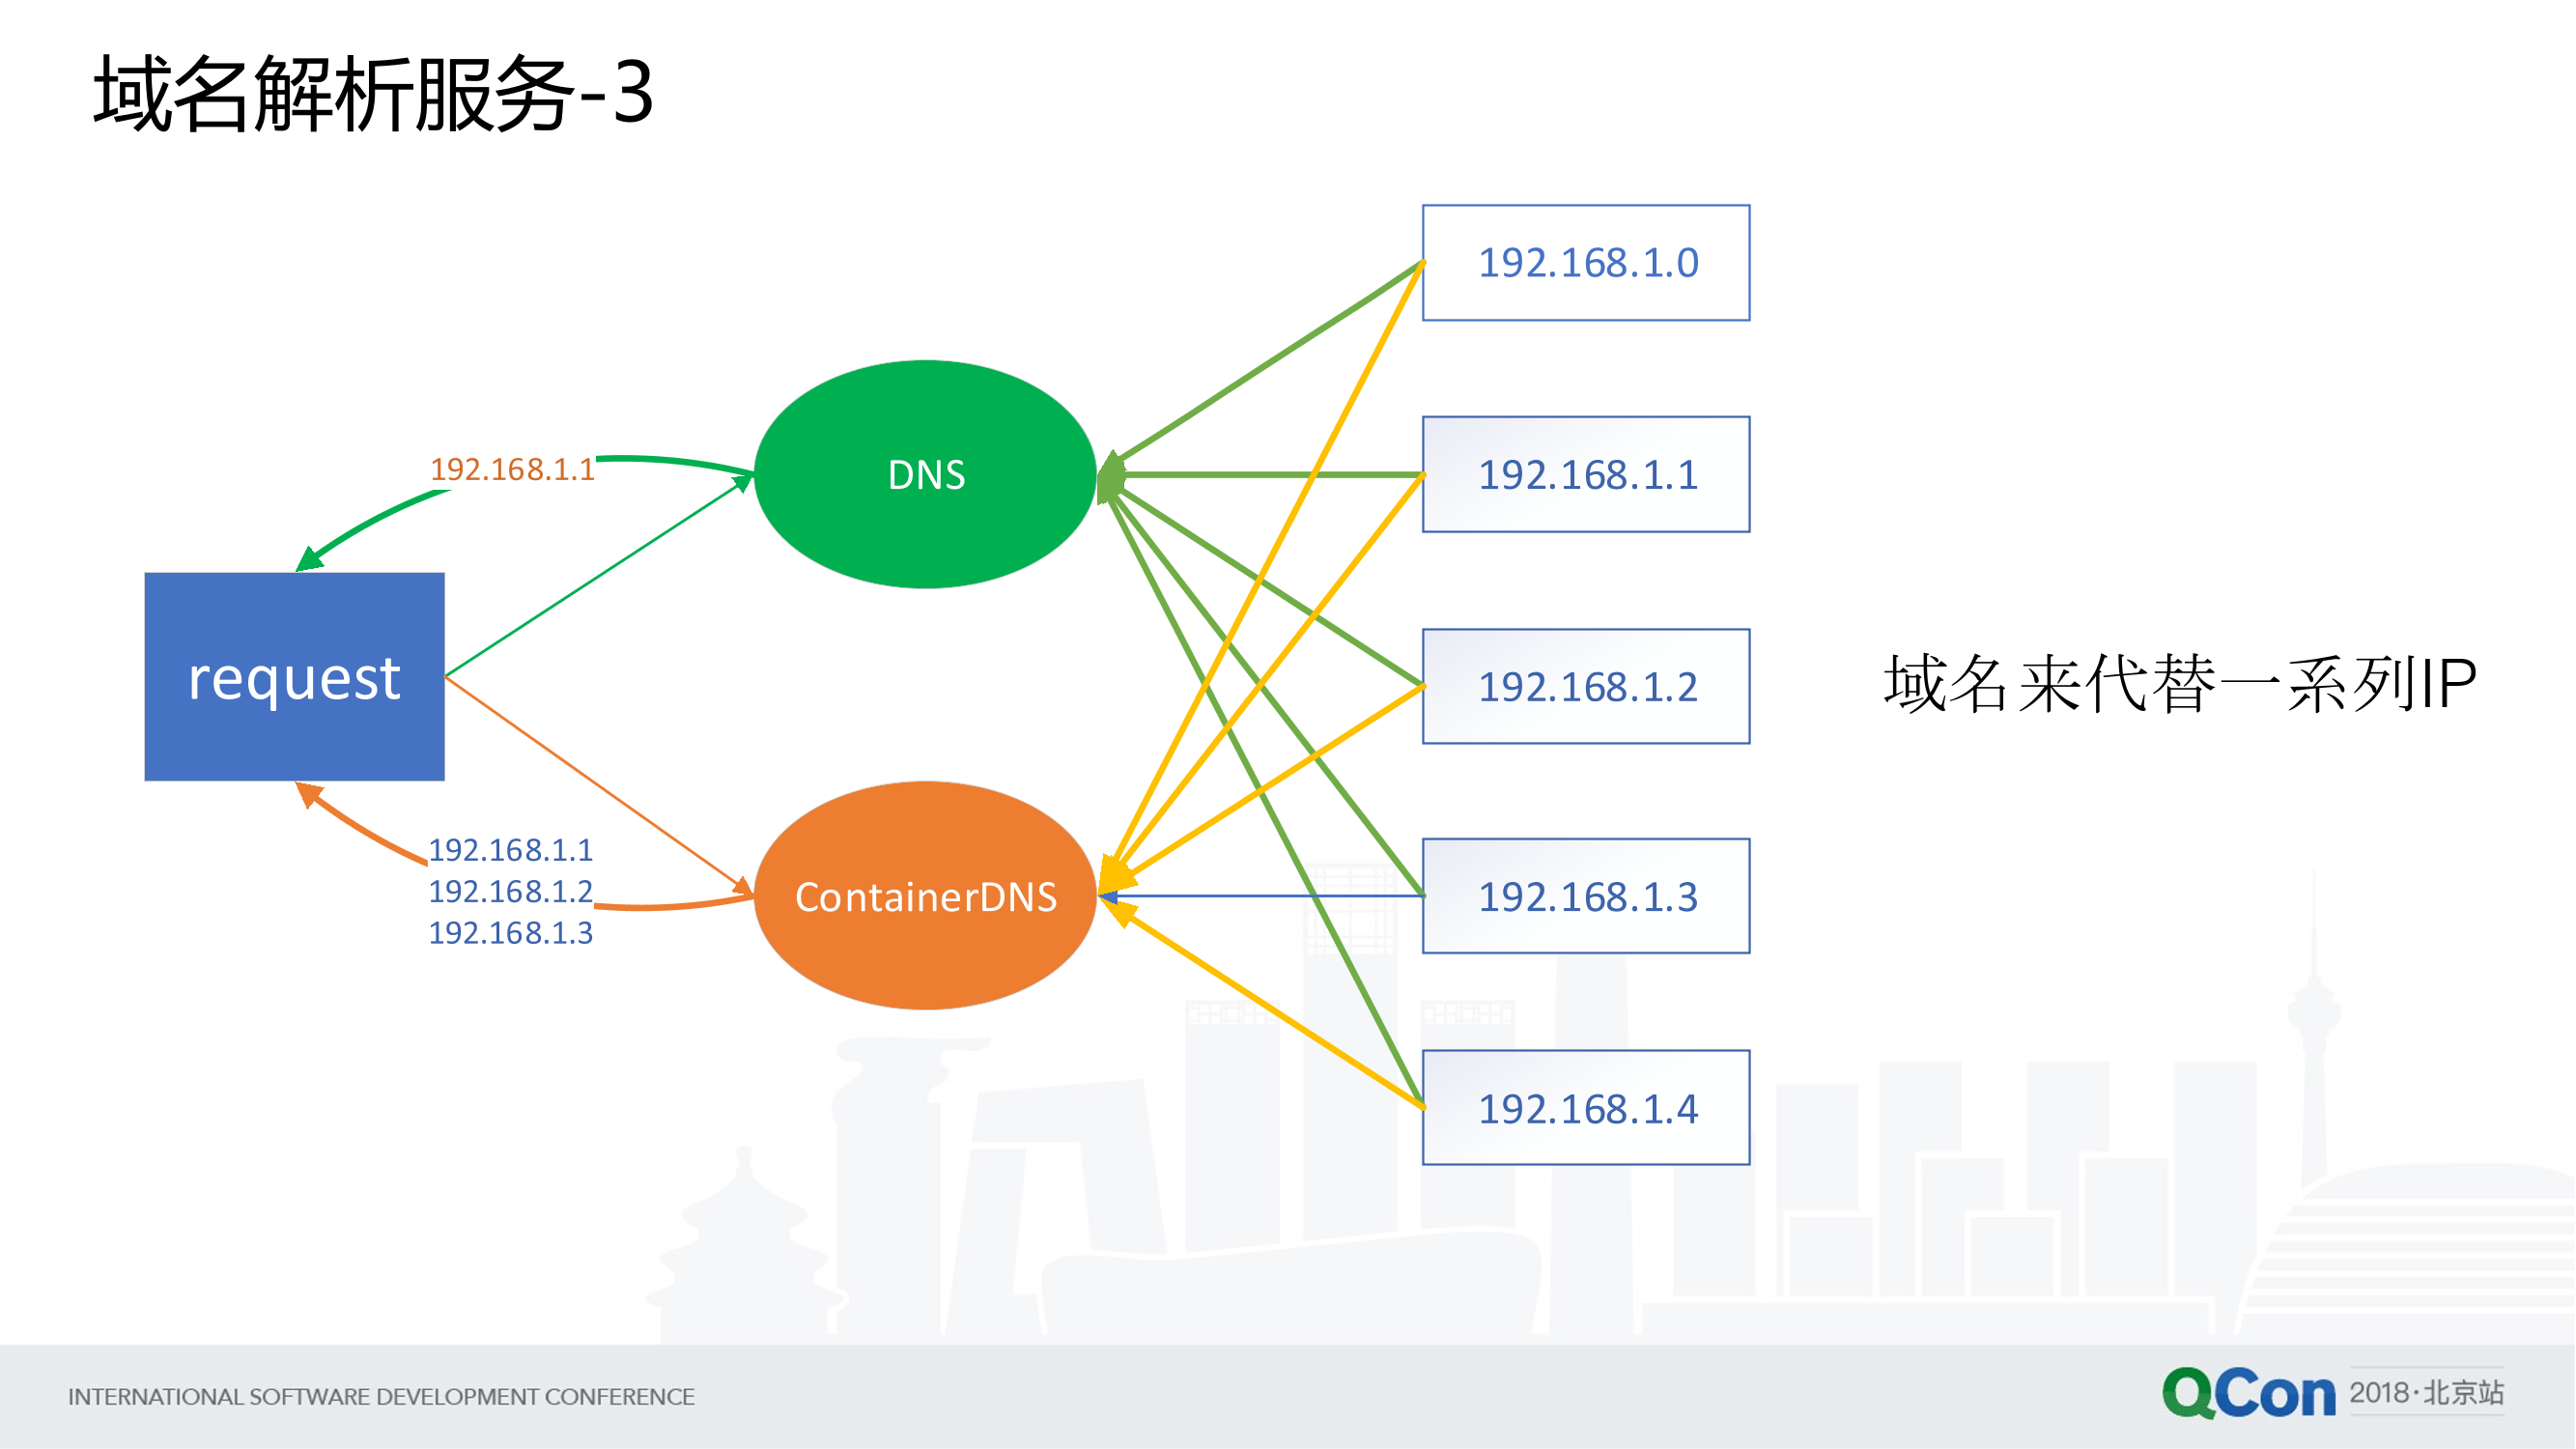 域名解析服务-3
192.168.1.0
192.168.1.1
DNS
192.168.1.1
request
192.168.1.2
域名来代替一系列IP
192.168.1.1
192.168.1.2
192.168.1.3
ContainerDNS
192.168.1.3
192.168.1.4
INTERNATIONAL SOFTWARE DEVELOPMENT CONFERENCE
QCon 2018·北京站